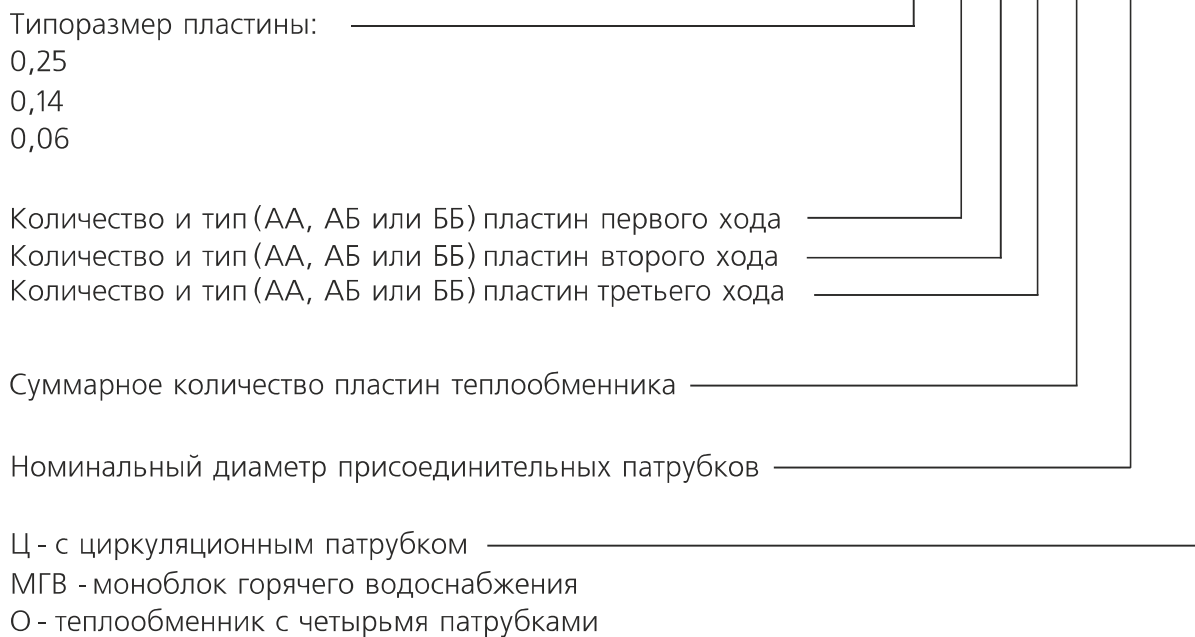 Типоразмер пластины:
0,25
0,14
0,06
Количество и тип (АА, АБ или ББ) пластин первого хода
Количество и тип (АА, АБ или ББ) пластин второго хода
Количество и тип (АА, АБ или ББ) пластин третьего хода
Суммарное количество пластин теплообменника
Номинальный диаметр присоединительных патрубков
Ц - с циркуляционным патрубком
МГВ - моноблок горячего водоснабжения
О - теплообменник с четырьмя патрубками